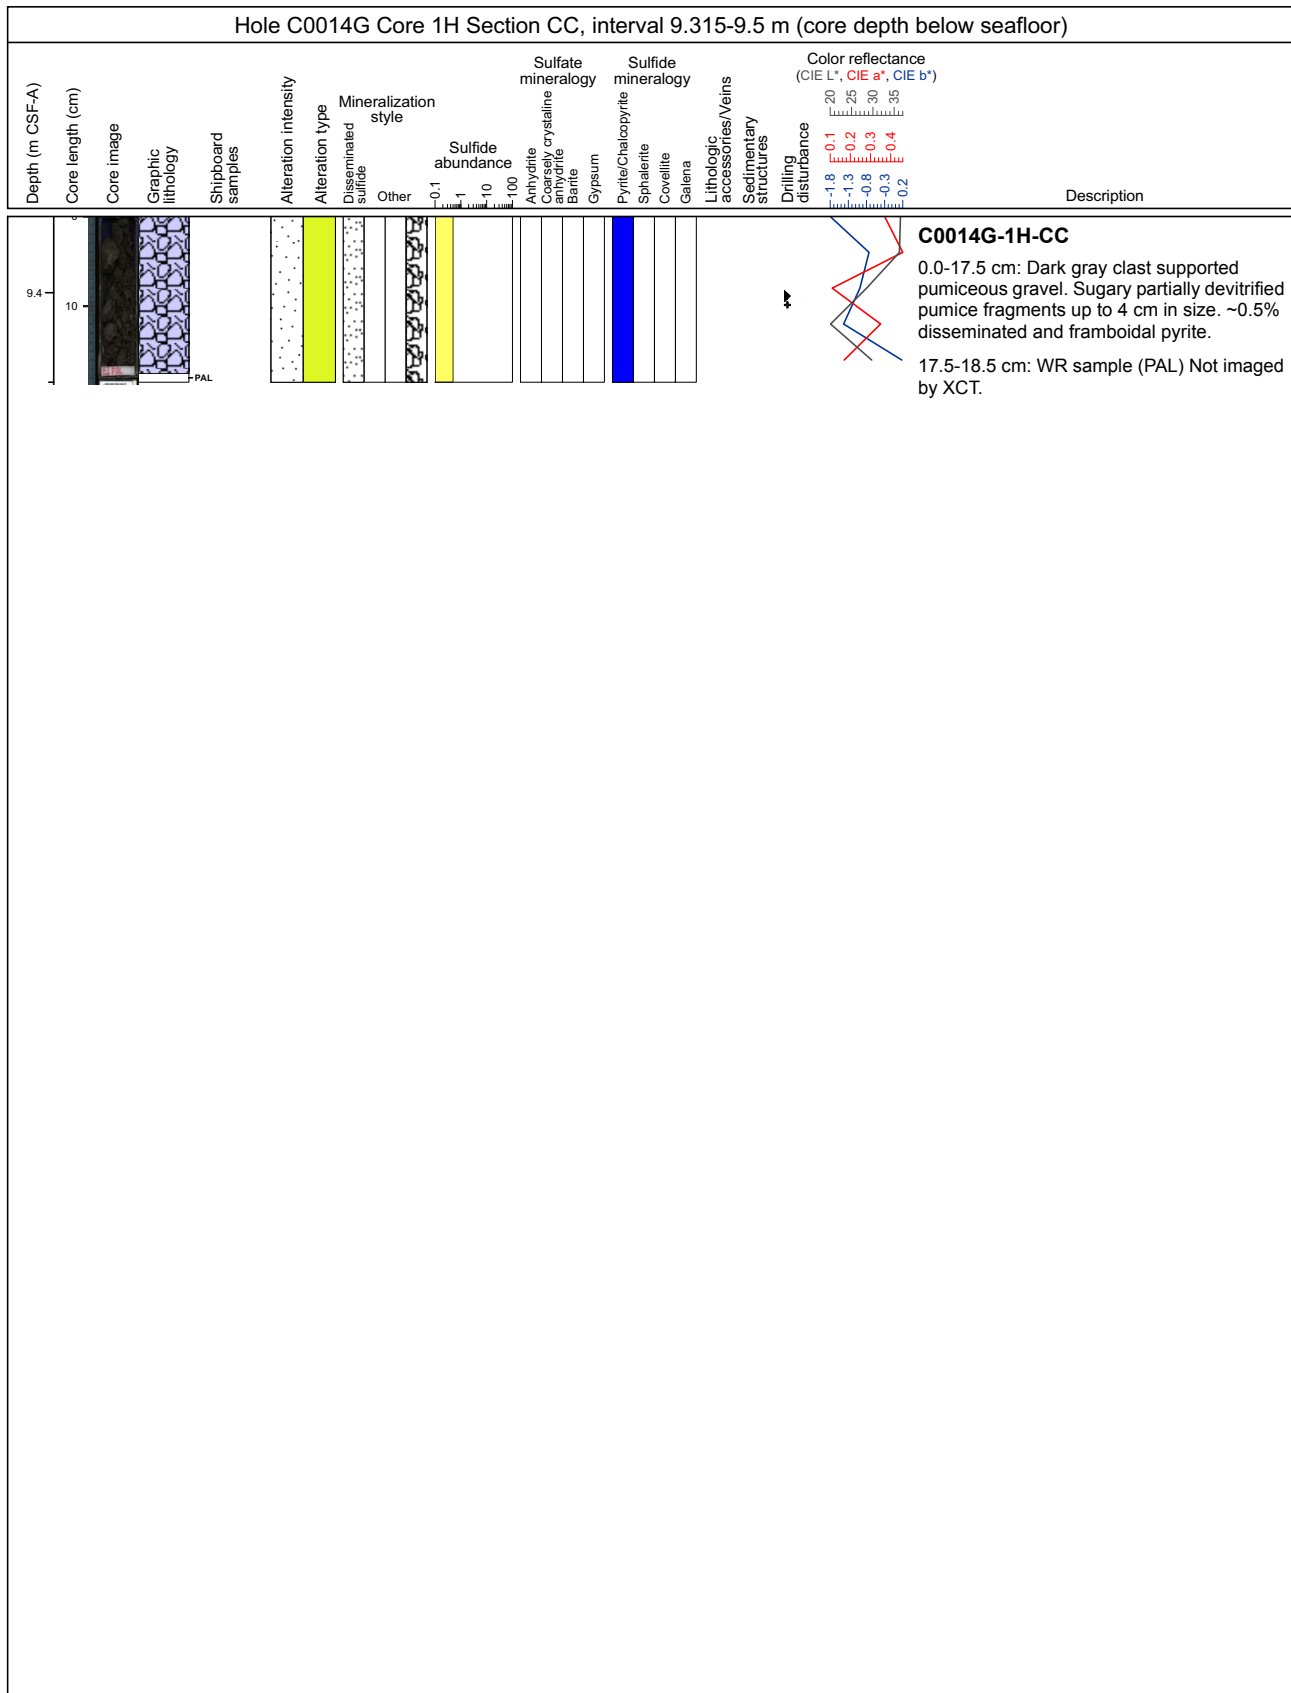 Hole C0014G Core 1H Section CC, interval 9.315-9.5 m (core depth below seafloor)
Depth (m CSF-A)
Core length (cm)
Core image
Graphic
lithology
Shipboard
samples
Alteration intensity
Alteration type
Mineralization
style
Disseminated
sulfide
Other
Sulfide
abundance
0.1
1
10
100
Sulfate
mineralogy
Anhydrite
Coarsely crystaline
anhydrite
Barite
Gypsum
Sulfide
mineralogy
Pyrite/Chalcopyrite
Sphalerite
Covellite
Galena
Lithologic
accessories/Veins
Sedimentary
structures
Drilling
disturbance
Color reflectance
(CIE L*, CIE a*, CIE b*)
20 25 30 35
0.1 0.2 0.3 0.4
-1.8 -1.3 -0.8 -0.3 0.2
Description
9.4
10
PAL
C0014G-1H-CC
0.0-17.5 cm: Dark gray clast supported
pumiceous gravel. Sugary partially devitrified
pumice fragments up to 4 cm in size. ~0.5%
disseminated and framboidal pyrite.
17.5-18.5 cm: WR sample (PAL) Not imaged
by XCT.